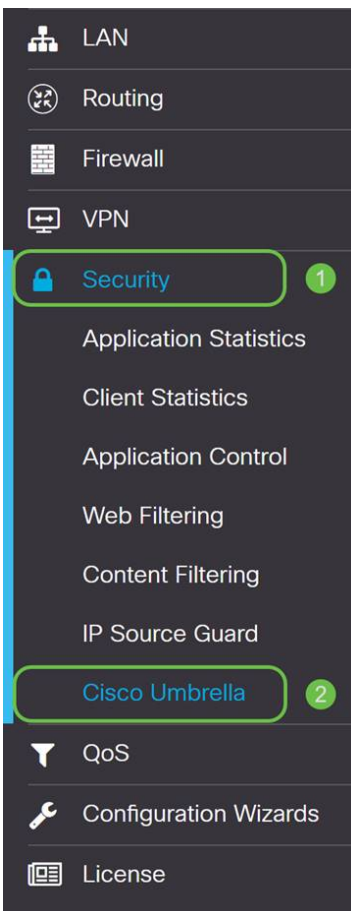 LAN
Routing
Firewall
VPN
Security 1
Application Statistics
Client Statistics
Application Control
Web Filtering
Content Filtering
IP Source Guard
Cisco Umbrella 2
QoS
Configuration Wizards
License